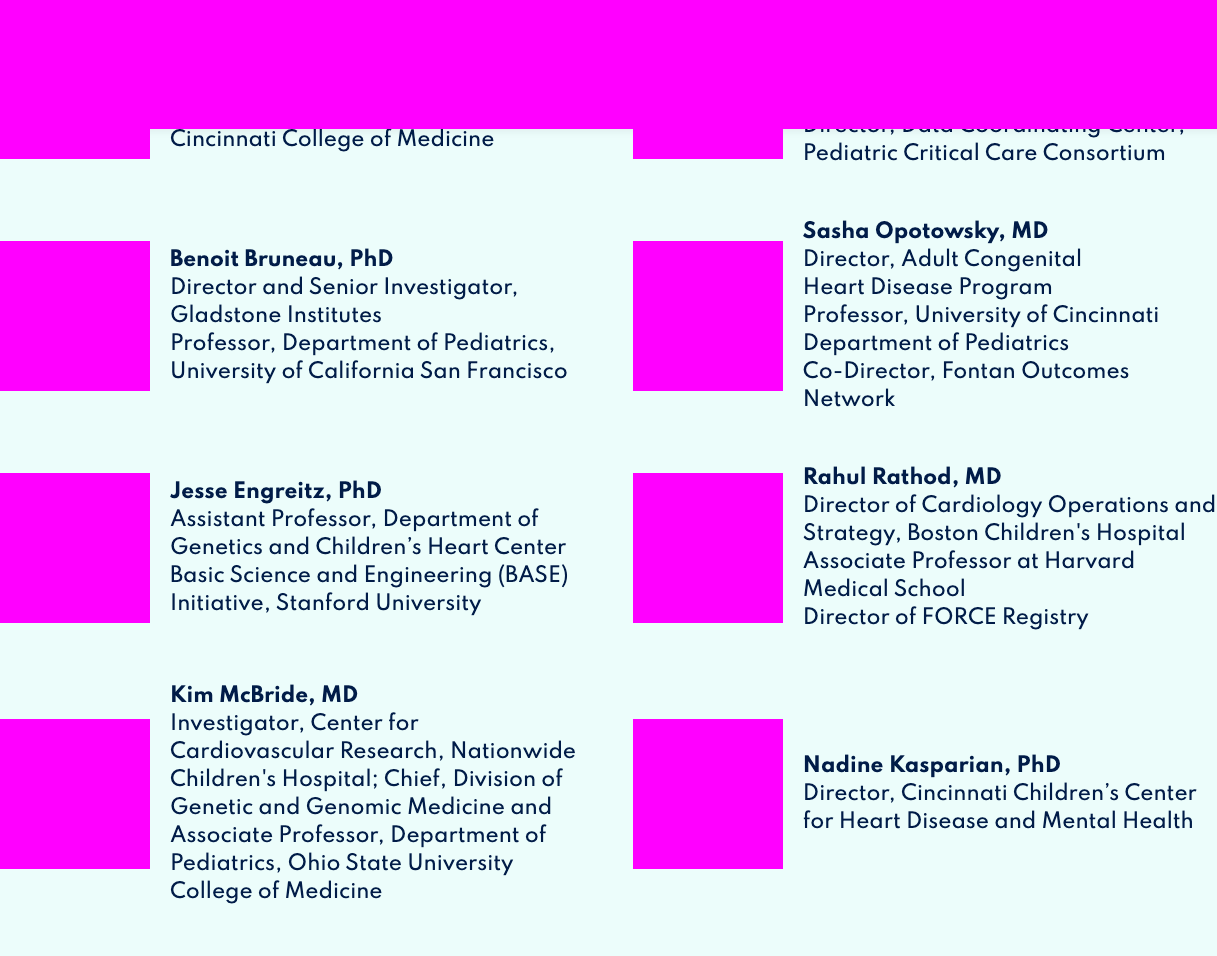 Cincinnati College of Medicine
Director, Data Coordinating Center,
Pediatric Critical Care Consortium
Benoit Bruneau, PhD
Director and Senior Investigator,
Gladstone Institutes
Professor, Department of Pediatrics,
University of California San Francisco
Sasha Opotowsky, MD
Director, Adult Congenital
Heart Disease Program
Professor, University of Cincinnati
Department of Pediatrics
Co-Director, Fontan Outcomes
Network
Jesse Engreitz, PhD
Assistant Professor, Department of
Genetics and Children’s Heart Center
Basic Science and Engineering (BASE)
Initiative, Stanford University
Rahul Rathod, MD
Director of Cardiology Operations and
Strategy, Boston Children's Hospital
Associate Professor at Harvard
Medical School
Director of FORCE Registry
Kim McBride, MD
Investigator, Center for
Cardiovascular Research, Nationwide
Children's Hospital; Chief, Division of
Genetic and Genomic Medicine and
Associate Professor, Department of
Pediatrics, Ohio State University
College of Medicine
Nadine Kasparian, PhD
Director, Cincinnati Children’s Center
for Heart Disease and Mental Health